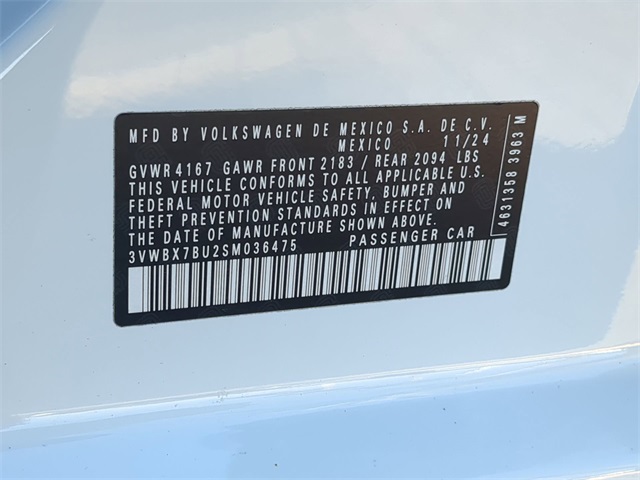 MFD BY VOLKSWAGEN DE MEXICO S.A. DE C.V.
MEXICO 11/24
GVWR 4167 GAWR FRONT 2183 / REAR 2094 LBS
THIS VEHICLE CONFORMS TO ALL APPLICABLE U.S.
FEDERAL MOTOR VEHICLE SAFETY, BUMPER AND
THEFT PREVENTION STANDARDS IN EFFECT ON
THE DATE OF MANUFACTURE SHOWN ABOVE.
3VWBX7BU2SM036475 PASSENGER CAR
4631358 3963 M